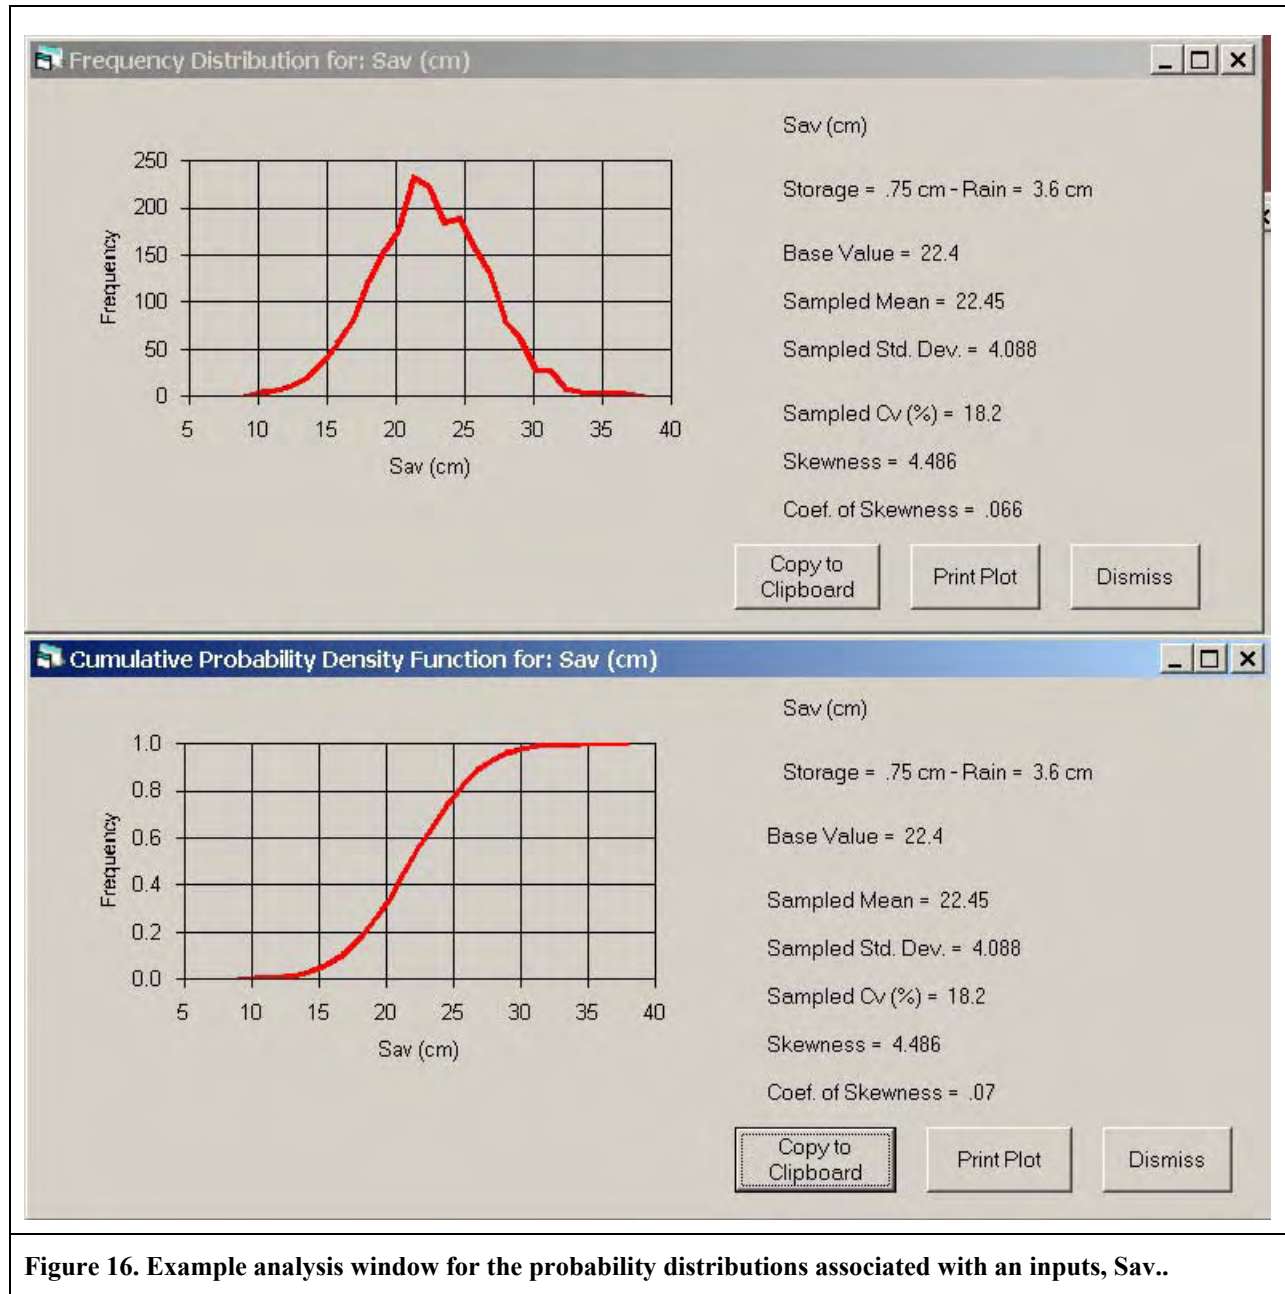 Frequency Distribution for: Sav (cm)
Sav (cm)
Storage = .75 cm - Rain = 3.6 cm
Base Value = 22.4
Sampled Mean = 22.45
Sampled Std. Dev. = 4.088
Sampled Cv (%) = 18.2
Skewness = 4.486
Coef. of Skewness = .066
250
200
150
100
50
0
Frequency
5 10 15 20 25 30 35 40
Sav (cm)
Copy to
Clipboard
Print Plot
Dismiss
Cumulative Probability Density Function for: Sav (cm)
Sav (cm)
Storage = .75 cm - Rain = 3.6 cm
Base Value = 22.4
Sampled Mean = 22.45
Sampled Std. Dev. = 4.088
Sampled Cv (%) = 18.2
Skewness = 4.486
Coef. of Skewness = .07
1.0
0.8
0.6
0.4
0.2
0.0
Frequency
5 10 15 20 25 30 35 40
Sav (cm)
Copy to
Clipboard
Print Plot
Dismiss
Figure 16. Example analysis window for the probability distributions associated with an inputs, Sav..